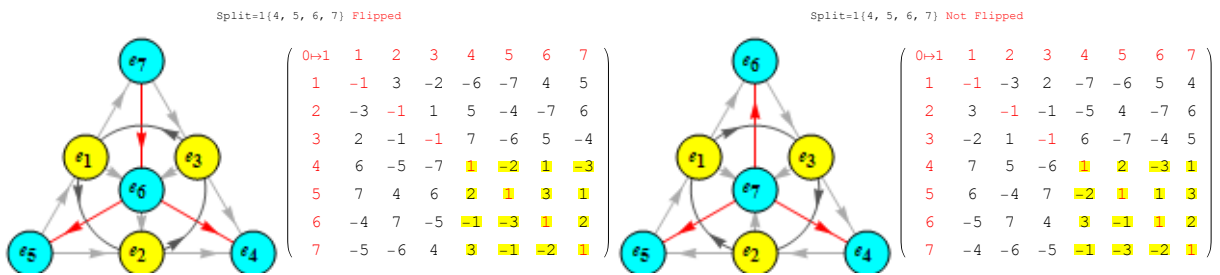 Split=1{4, 5, 6, 7} Flipped
e7
e1
e3
e6
e5
e2
e4
0↦1 1 2 3 4 5 6 7
1 -1 3 -2 -6 -7 4 5
2 -3 -1 1 5 -4 -7 6
3 2 -1 -1 7 -6 5 -4
4 6 -5 -7 1 -2 1 -3
5 7 4 6 2 1 3 1
6 -4 7 -5 -1 -3 1 2
7 -5 -6 4 3 -1 -2 1
Split=1{4, 5, 6, 7} Not Flipped
e6
e1
e3
e7
e5
e2
e4
0↦1 1 2 3 4 5 6 7
1 -1 -3 2 -7 -6 5 4
2 3 -1 -1 -5 4 -7 6
3 -2 1 -1 6 -7 -4 5
4 7 5 -6 1 2 -3 1
5 6 -4 7 -2 1 1 3
6 -5 7 4 3 -1 1 2
7 -4 -6 -5 -1 -3 -2 1